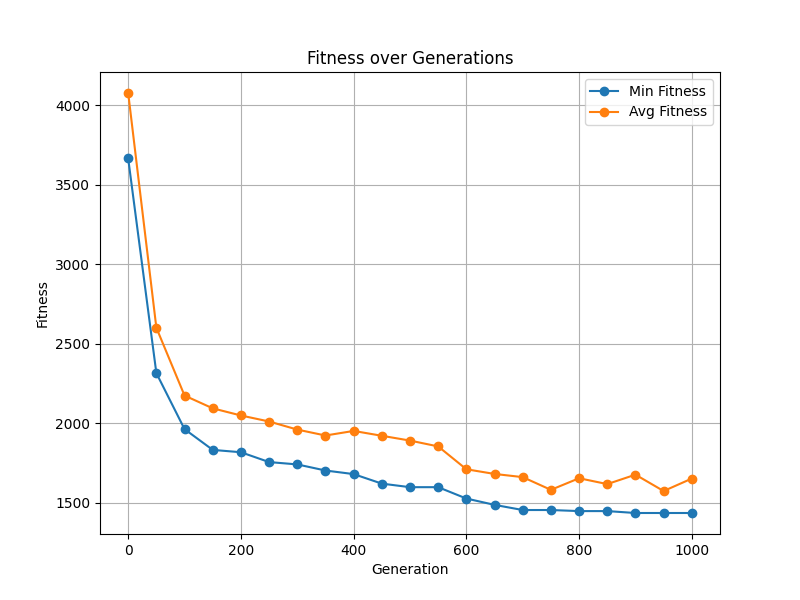 Fitness over Generations
Min Fitness
Avg Fitness
4000
3500
3000
2500
2000
1500
Fitness
0 200 400 600 800 1000
Generation